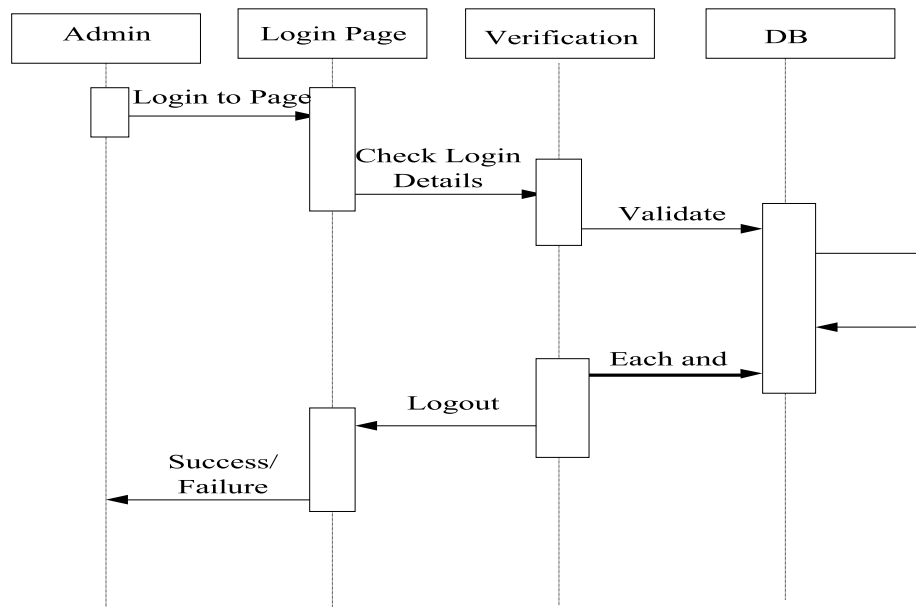 Admin
Login Page
Verification
DB
Login to Page
Check Login
Details
Validate
Each and
Logout
Success/
Failure